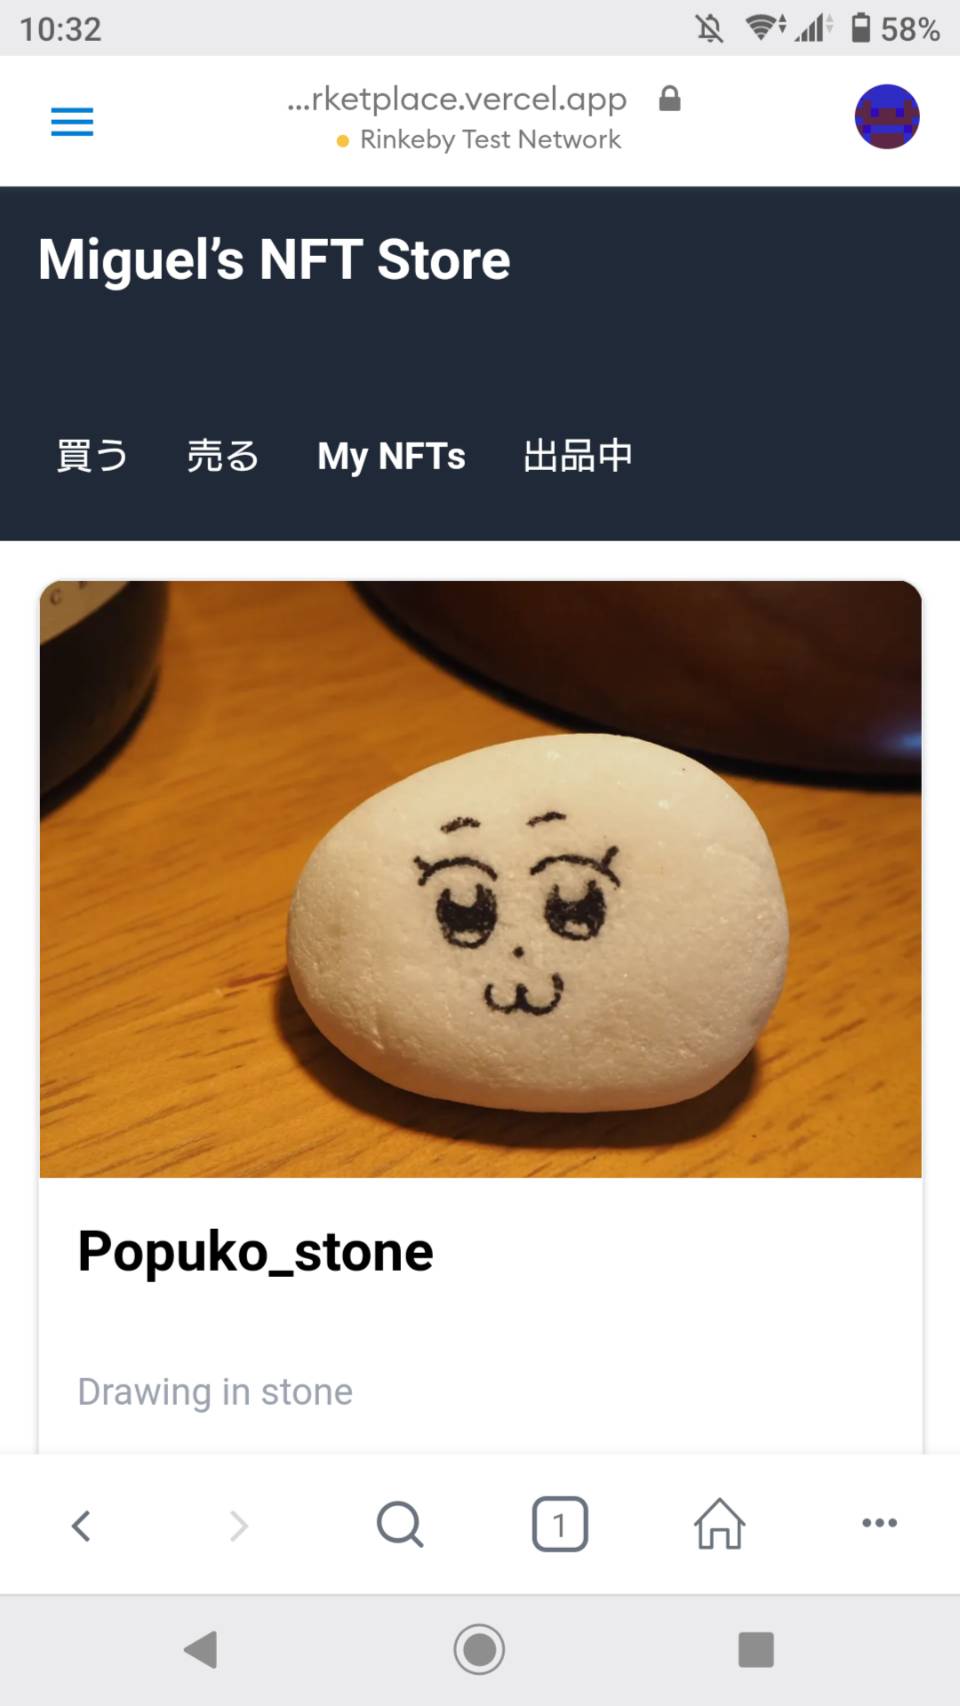 10:32
58%
...rketplace.vercel.app
Rinkeby Test Network
Miguel’s NFT Store
買う 売る My NFTs 出品中
Popuko_stone
Drawing in stone
1